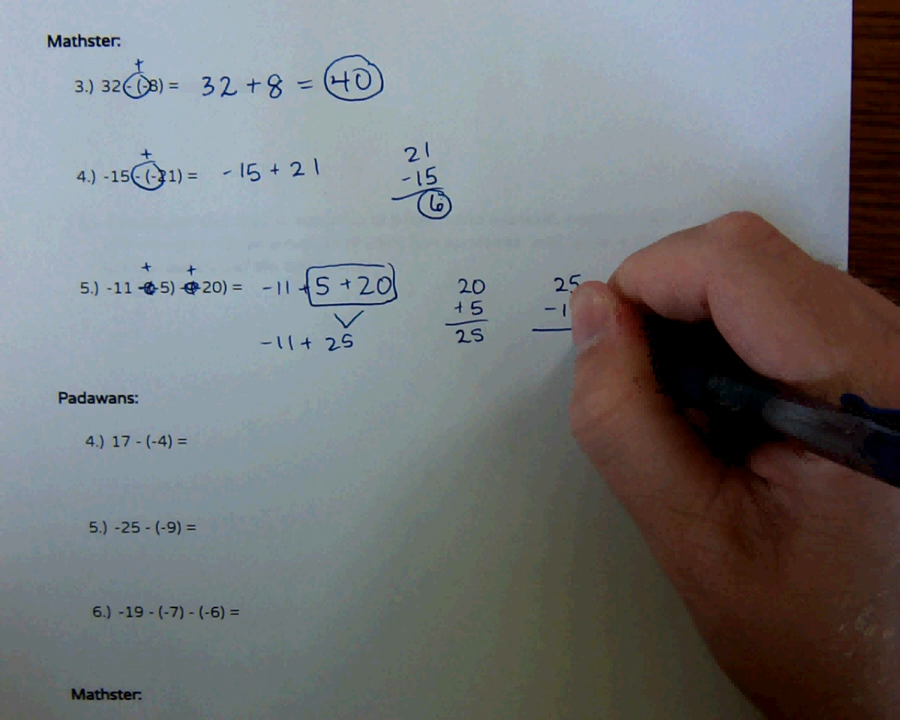 Mathster:
+
3.) 32 - (-8) = 32 + 8 = 40
+
4.) -15 - (-21) = -15 + 21
21
-15
6
+ +
5.) -11 - (-5) - (-20) = -11 + 5 + 20
-11 + 25
20
+5
25
25
-1
Padawans:
4.) 17 - (-4) =
5.) -25 - (-9) =
6.) -19 - (-7) - (-6) =
Mathster: